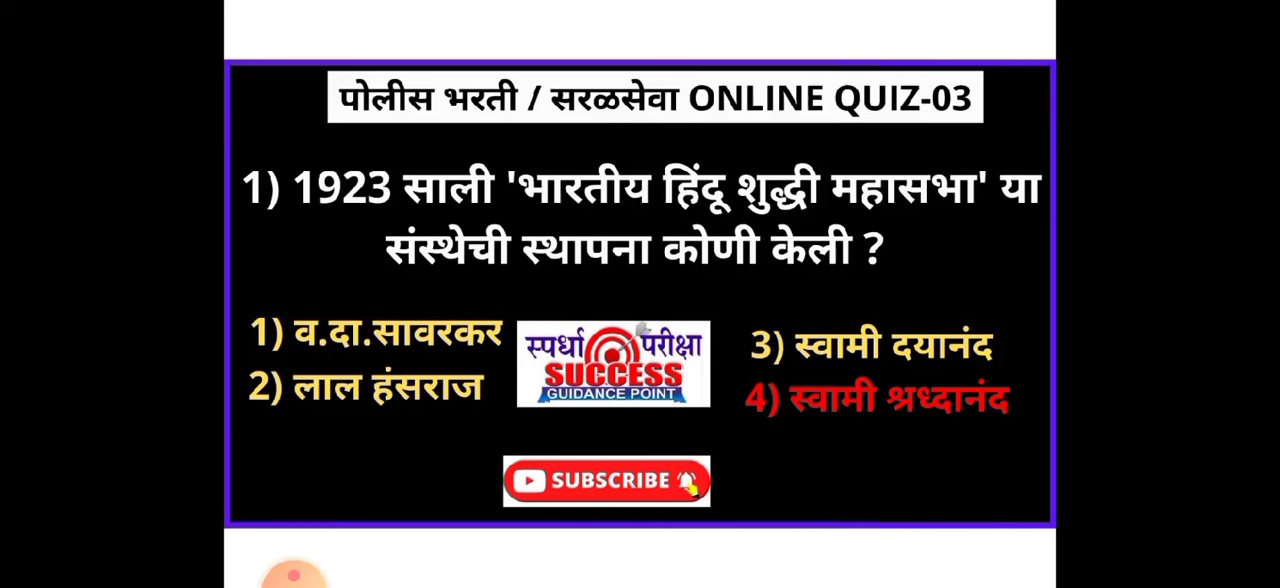 पोलीस भरती / सरळसेवा ONLINE QUIZ-03
1) 1923 साली 'भारतीय हिंदू शुद्धी महासभा' या
संस्थेची स्थापना कोणी केली ?
1) व.दा.सावरकर
2) लाल हंसराज
स्पर्धा परीक्षा
SUCCESS
GUIDANCE POINT
3) स्वामी दयानंद
4) स्वामी श्रध्दानंद
SUBSCRIBE